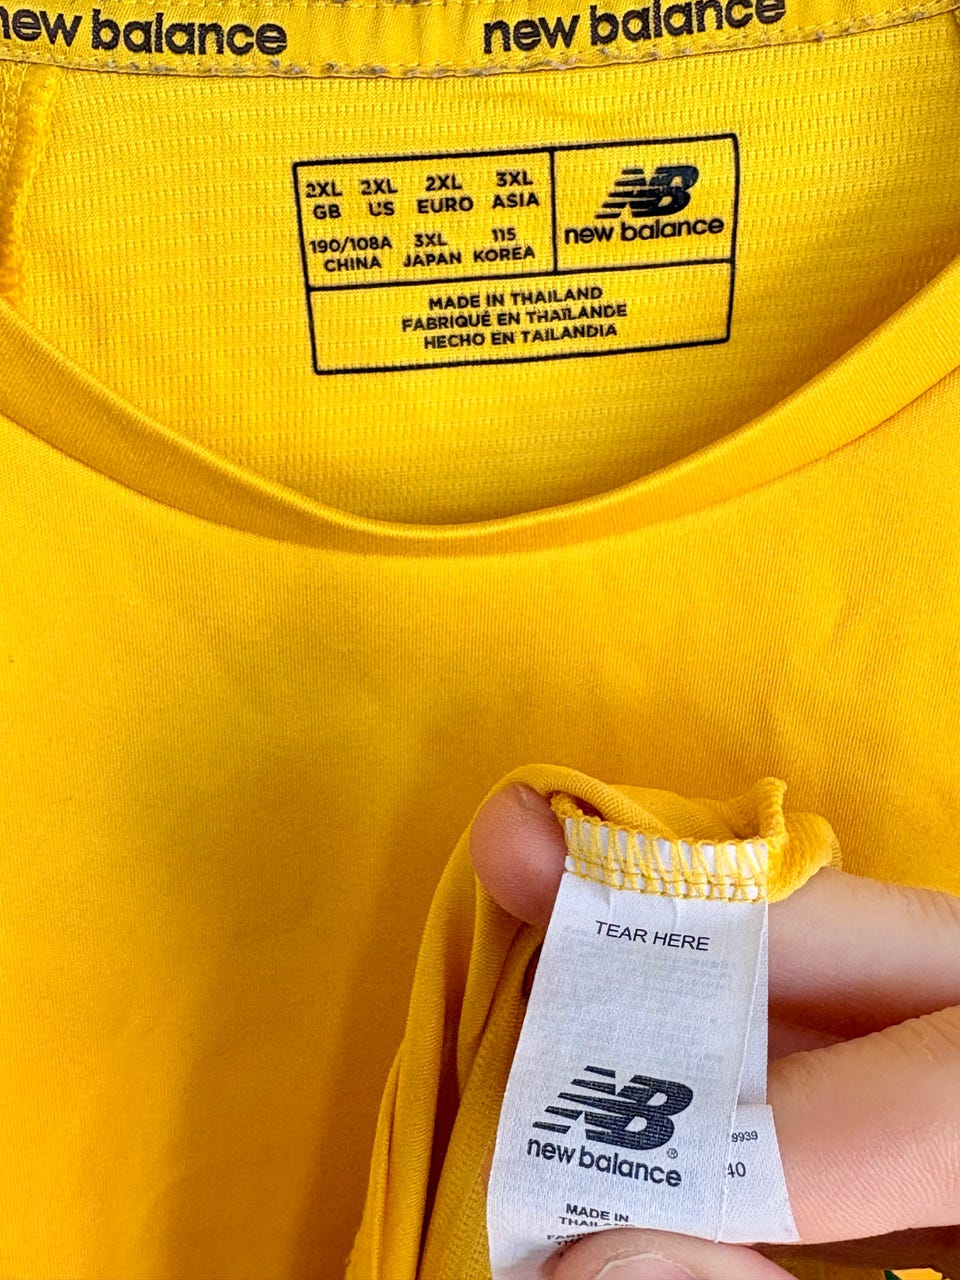 new balance new balance
2XL 2XL 2XL 3XL
GB US EURO ASIA
190/108A 3XL 115
CHINA JAPAN KOREA
NB
new balance
MADE IN THAILAND
FABRIQUÉ EN THAÏLANDE
HECHO EN TAILANDIA
TEAR HERE
NB
new balance
9939
40
MADE IN